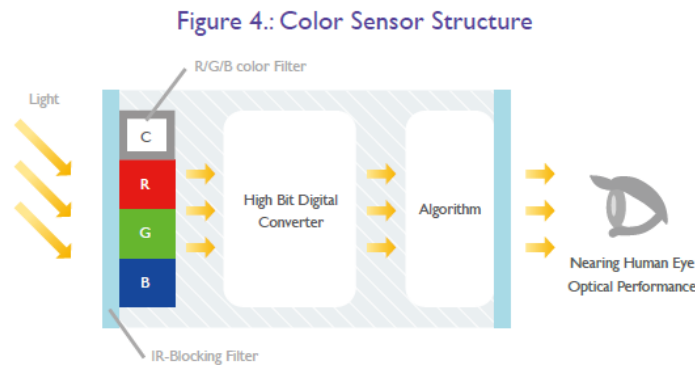 Figure 4.: Color Sensor Structure
R/G/B color Filter
Light
C
R
G
B
High Bit Digital
Converter
Algorithm
Nearing Human Eye
Optical Performance
IR-Blocking Filter